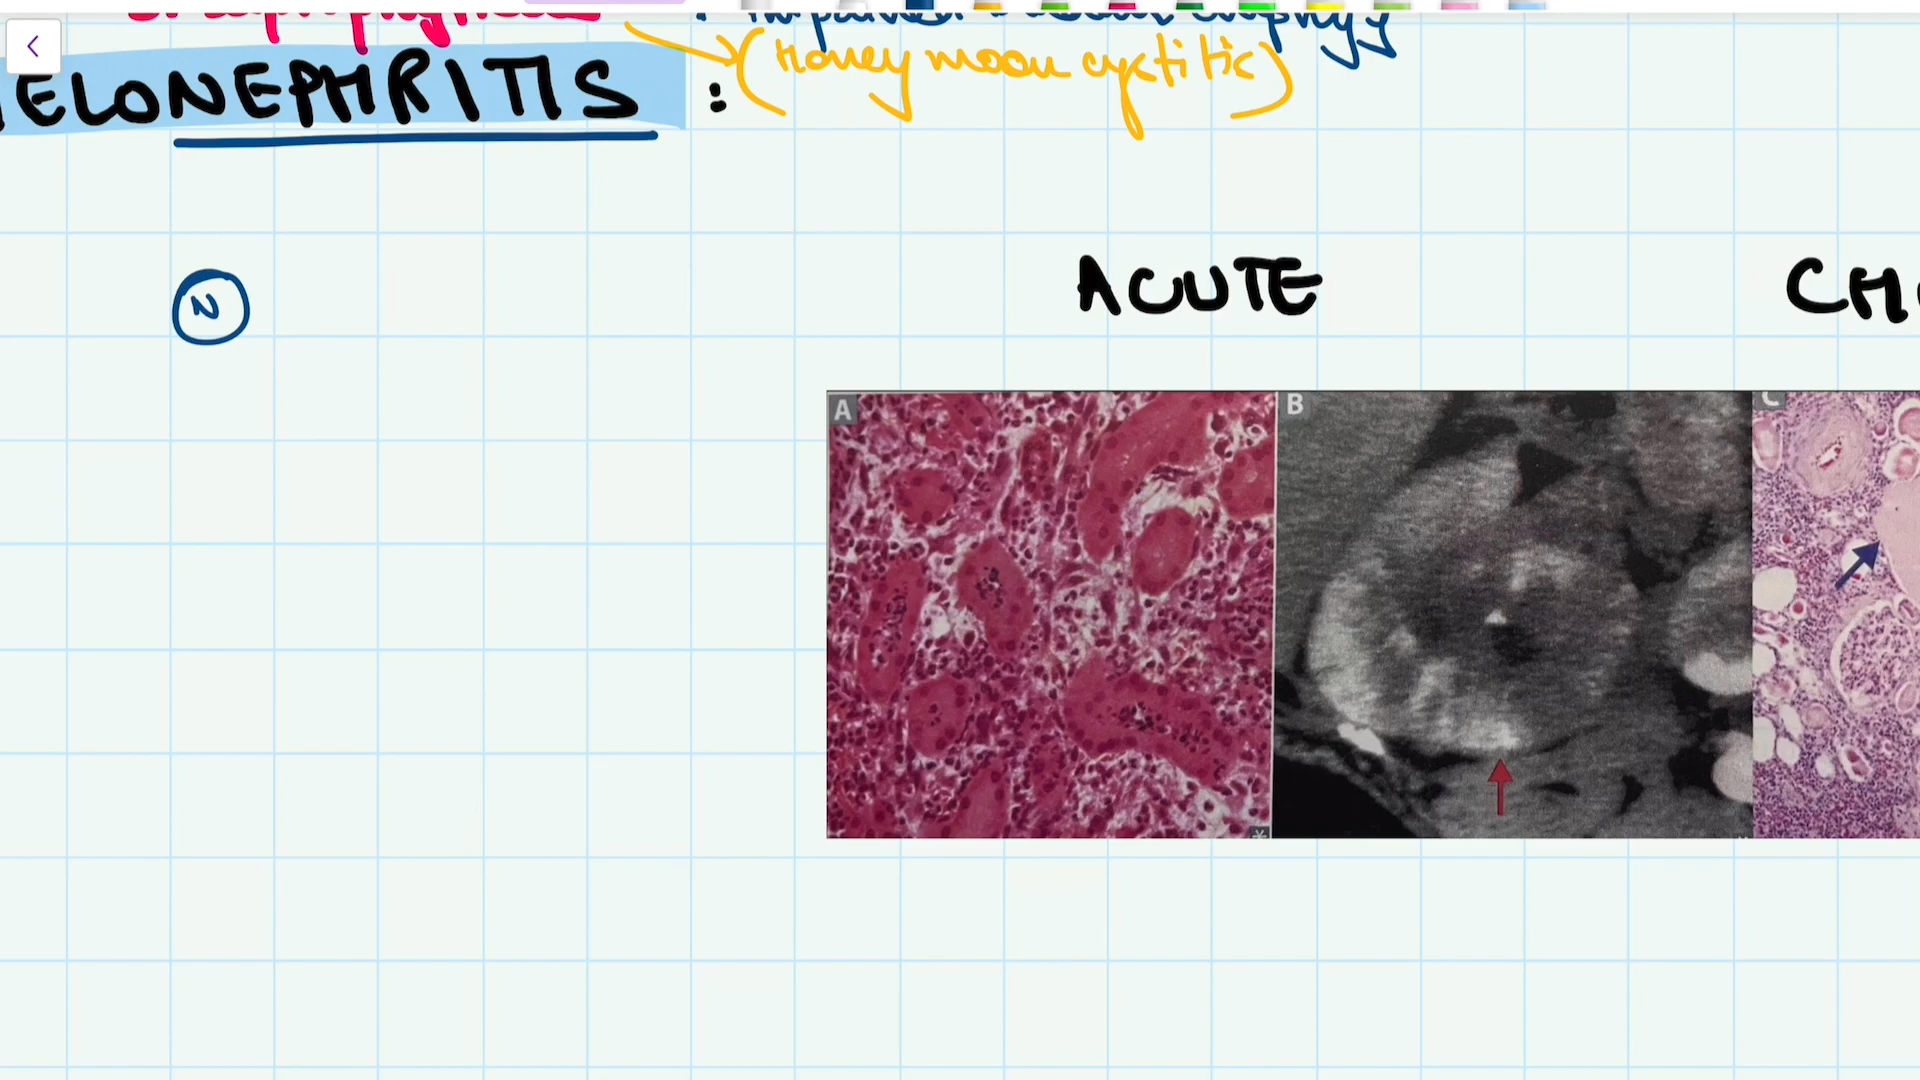 (Honey moon cystitis)
ELONEPHRITIS :
N
ACUTE
CH
A
B
C